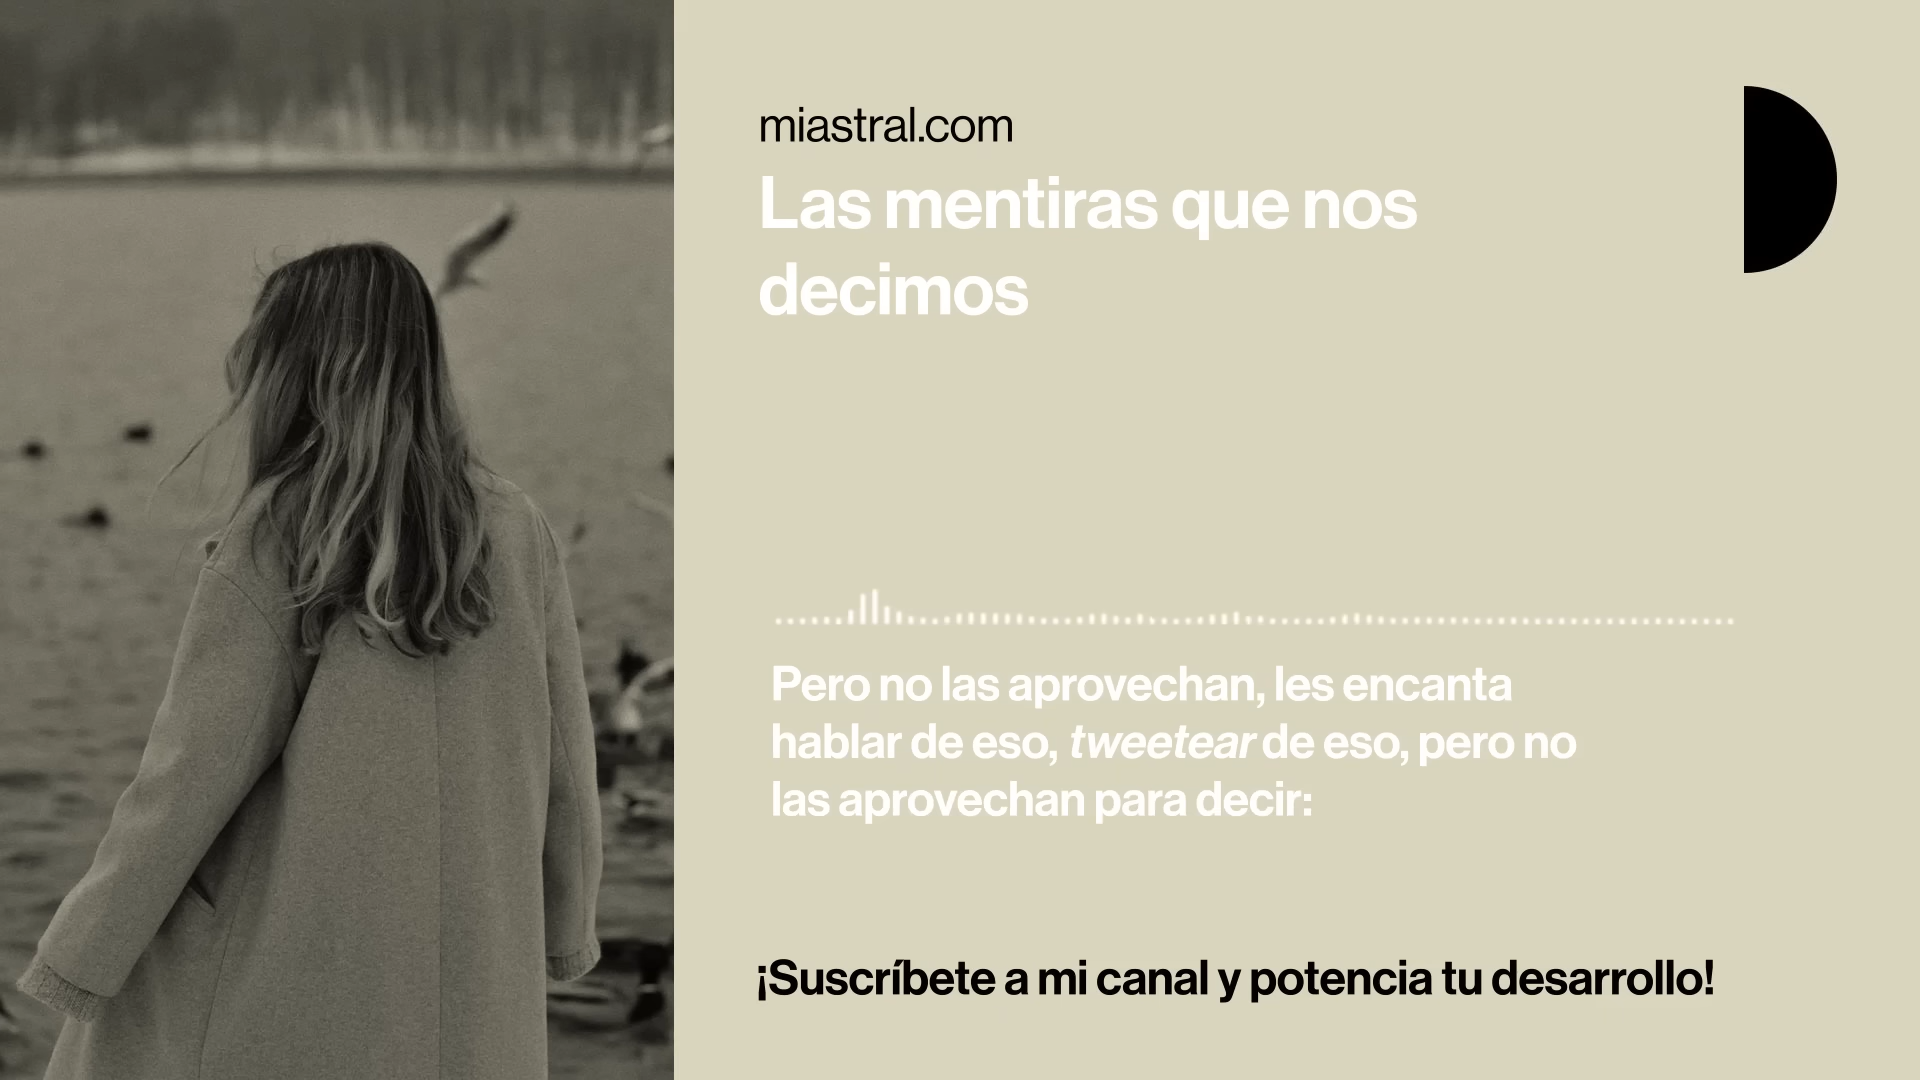 miastral.com
Las mentiras que nos
decimos
Pero no las aprovechan, les encanta
hablar de eso, tweetear de eso, pero no
las aprovechan para decir:
¡Suscríbete a mi canal y potencia tu desarrollo!